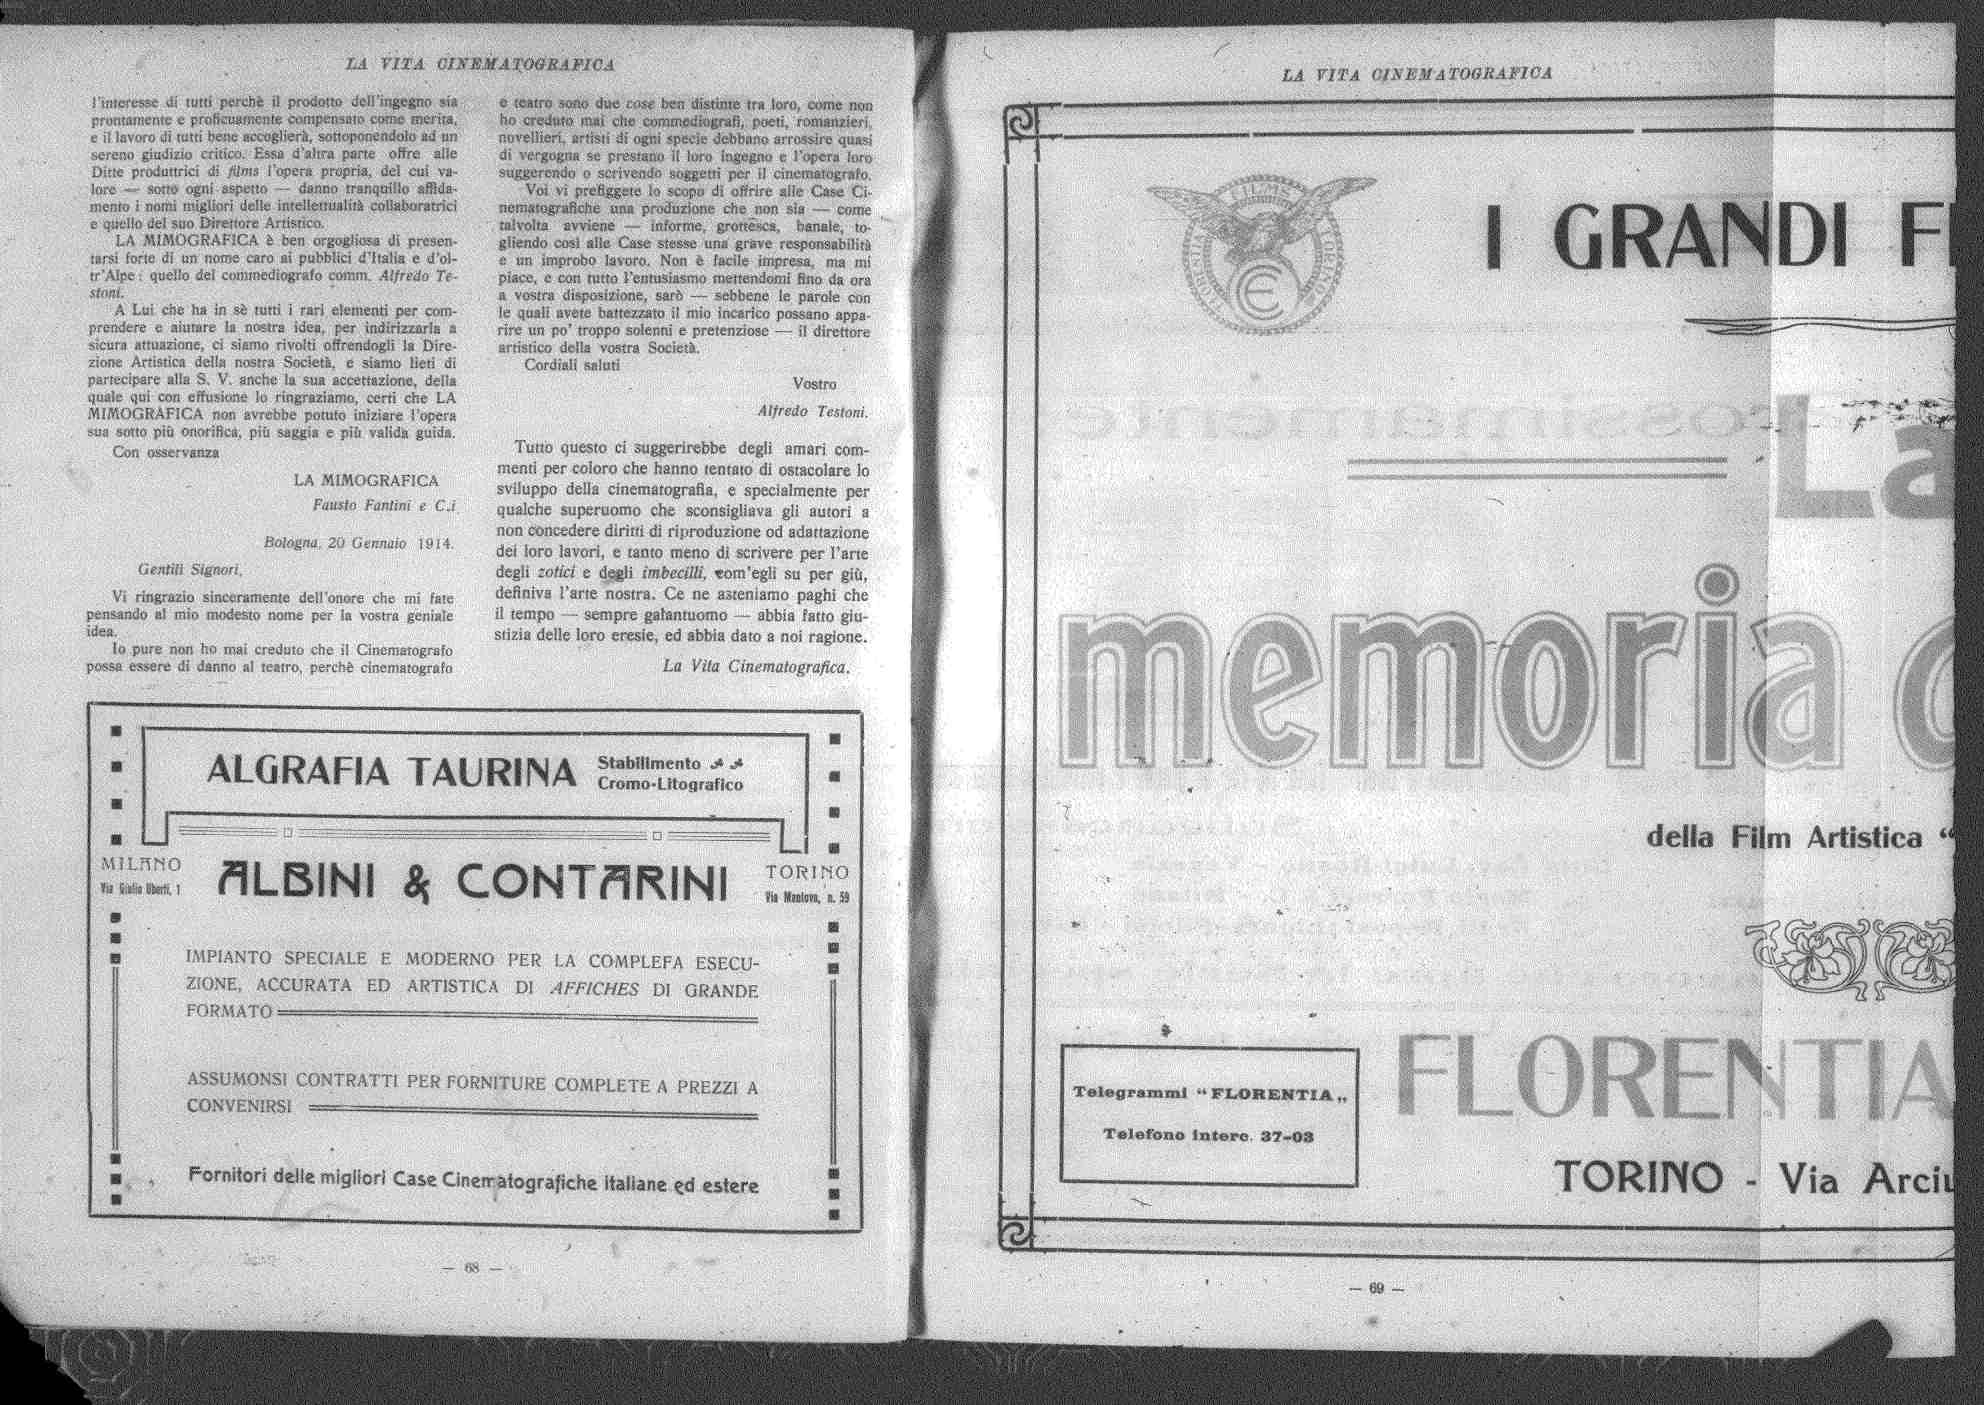 LA VITA CINEMATOGRAFICA
l'interesse di tutti perchè il prodotto dell'ingegno sia
prontamente e proficuamente compensato come merita,
e il lavoro di tutti bene accoglierà, sottoponendolo ad un
sereno giudizio critico. Essa d'altra parte offre alle
Ditte produttrici di films l'opera propria, del cui va-
lore — sotto ogni aspetto — danno tranquillo affida-
mento i nomi migliori delle intellettualità collaboratrici
e quello del suo Direttore Artistico.
LA MIMOGRAFICA è ben orgogliosa di presen-
tarsi forte di un nome caro ai pubblici d'Italia e d'ol-
tr'Alpe: quello del commediografo comm. Alfredo Te-
stoni.
A Lui che ha in sè tutti i rari elementi per com-
prendere e aiutare la nostra idea, per indirizzarla a
sicura attuazione, ci siamo rivolti offrendogli la Dire-
zione Artistica della nostra Società, e siamo lieti di
partecipare alla S. V. anche la sua accettazione, della
quale qui con effusione lo ringraziamo, certi che LA
MIMOGRAFICA non avrebbe potuto iniziare l'opera
sua sotto più onorifica, più saggia e più valida guida.
Con osservanza
LA MIMOGRAFICA
Fausto Fantini e C.i
Bologna, 20 Gennaio 1914.
Gentili Signori,
Vi ringrazio sinceramente dell'onore che mi fate
pensando al mio modesto nome per la vostra geniale
idea.
Io pure non ho mai creduto che il Cinematografo
possa essere di danno al teatro, perchè cinematografo
e teatro sono due cose ben distinte tra loro, come non
ho creduto mai che commediografi, poeti, romanzieri,
novellieri, artisti di ogni specie debbano arrossire quasi
di vergogna se prestano il loro ingegno e l'opera loro
suggerendo o scrivendo soggetti per il cinematografo.
Voi vi prefiggete lo scopo di offrire alle Case Ci-
nematografiche una produzione che non sia — come
talvolta avviene — informe, grottesca, banale, to-
gliendo così alle Case stesse una grave responsabilità
e un improbo lavoro. Non è facile impresa, ma mi
piace, e con tutto l'entusiasmo mettendomi fino da ora
a vostra disposizione, sarò — sebbene le parole con
le quali avete battezzato il mio incarico possano appa-
rire un po' troppo solenni e pretenziose — il direttore
artistico della vostra Società.
Cordiali saluti
Vostro
Alfredo Testoni.
Tutto questo ci suggerirebbe degli amari com-
menti per coloro che hanno tentato di ostacolare lo
sviluppo della cinematografia, e specialmente per
qualche superuomo che sconsigliava gli autori a
non concedere diritti di riproduzione od adattazione
dei loro lavori, e tanto meno di scrivere per l'arte
degli zotici e degli imbecilli, com'egli su per giù,
definiva l'arte nostra. Ce ne asteniamo paghi che
il tempo — sempre galantuomo — abbia fatto giu-
stizia delle loro eresie, ed abbia dato a noi ragione.
La Vita Cinematografica.
ALGRAFIA TAURINA Stabilimento
Cromo-Litografico
MILANO
Via Giulio Uberti, 1
ALBINI & CONTARINI
TORINO
Via Mantova, n. 59
IMPIANTO SPECIALE E MODERNO PER LA COMPLEFA ESECU-
ZIONE, ACCURATA ED ARTISTICA DI AFFICHES DI GRANDE
FORMATO
ASSUMONSI CONTRATTI PER FORNITURE COMPLETE A PREZZI A
CONVENIRSI
Fornitori delle migliori Case Cinematografiche italiane ed estere
— 68 —
LA VITA CINEMATOGRAFICA
FLORENTIA FILMS TORINO
I GRANDI F
La
memoria
della Film Artistica "
Telegrammi "FLORENTIA„
Telefono interc. 37-03
FLORENTIA
TORINO - Via Arci
— 69 —